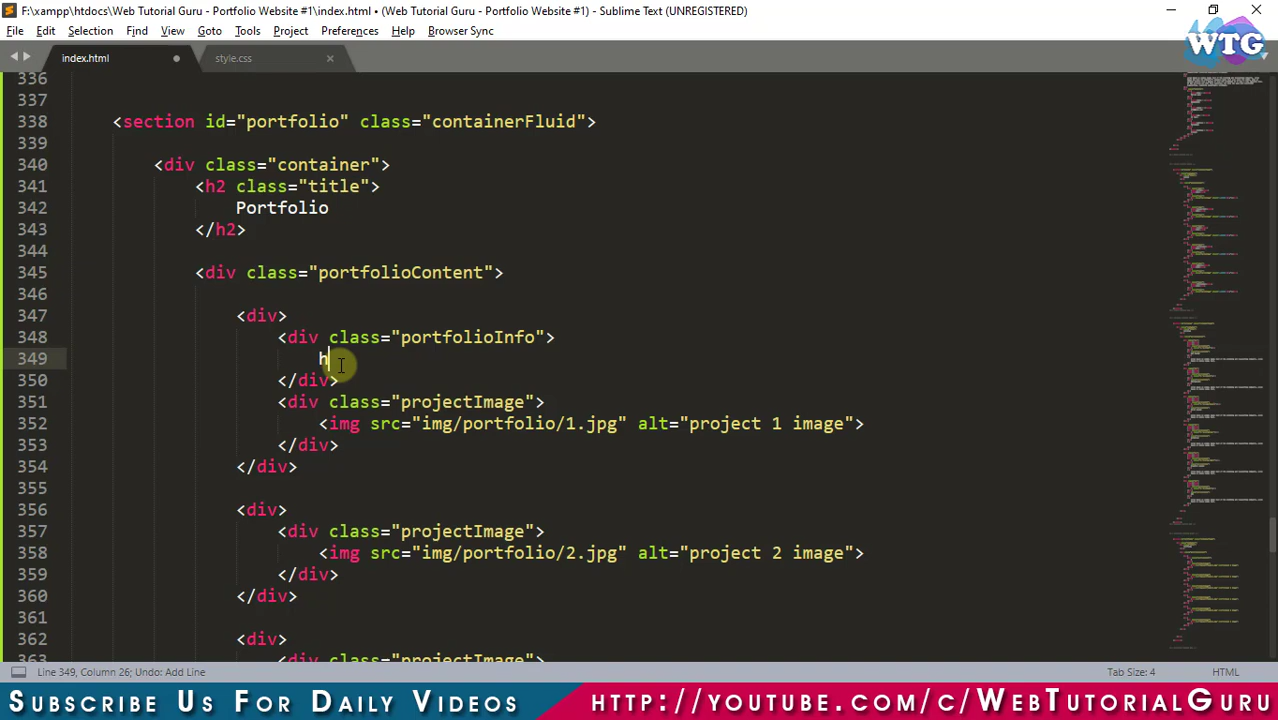 F:\xampp\htdocs\Web Tutorial Guru - Portfolio Website #1\index.html • (Web Tutorial Guru - Portfolio Website #1) - Sublime Text (UNREGISTERED)
File Edit Selection Find View Goto Tools Project Preferences Help Browser Sync
WTG
index.html style.css
336
337
338 <section id="portfolio" class="containerFluid">
339
340 <div class="container">
341 <h2 class="title">
342 Portfolio
343 </h2>
344
345 <div class="portfolioContent">
346
347 <div>
348 <div class="portfolioInfo">
349 h
350 </div>
351 <div class="projectImage">
352 <img src="img/portfolio/1.jpg" alt="project 1 image">
353 </div>
354 </div>
355
356 <div>
357 <div class="projectImage">
358 <img src="img/portfolio/2.jpg" alt="project 2 image">
359 </div>
360 </div>
361
362 <div>
363 <div class="projectImage">
Line 349, Column 26; Undo: Add Line Tab Size: 4 HTML
Subscribe Us For Daily Videos http://youtube.com/c/WebTutorialGuru